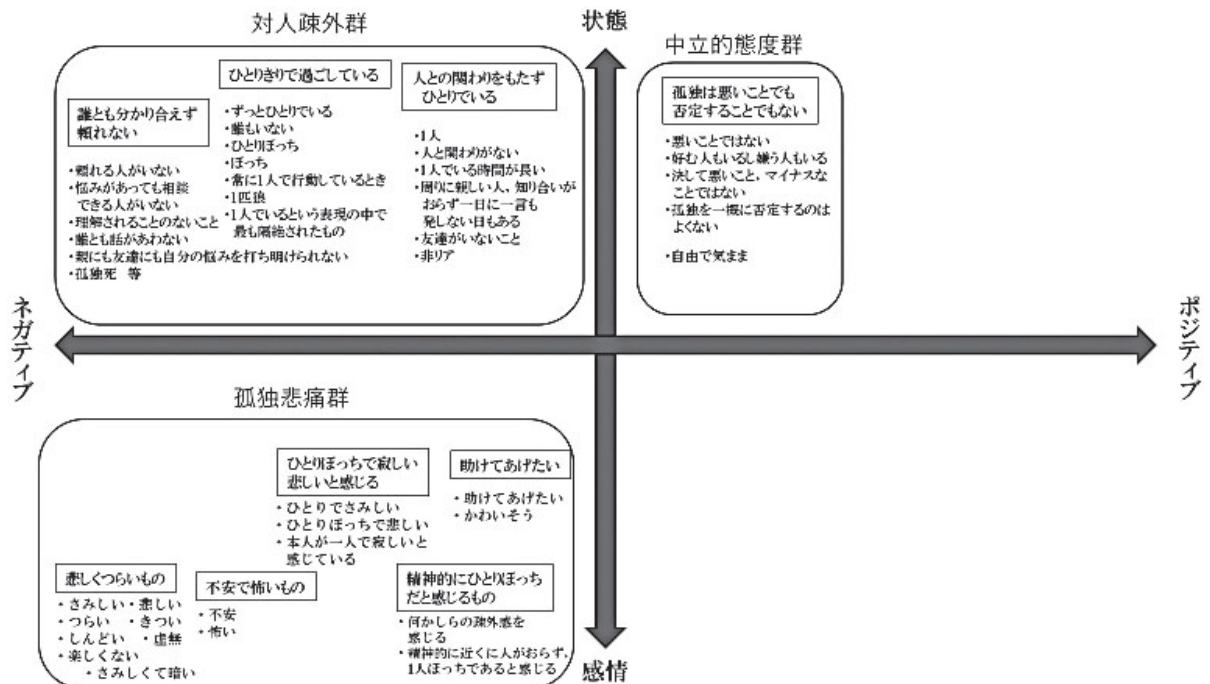 対人疎外群
状態
中立的態度群
誰とも分かり合えず
頼れない
・頼れる人がいない
・悩みがあっても相談
できる人がいない
・理解されることのないこと
・誰とも話があわない
・親にも友達にも自分の悩みを打ち明けられない
・孤独死 等
ひとりきりで過ごしている
・ずっとひとりでいる
・誰もいない
・ひとりぼっち
・ぼっち
・常に1人で行動しているとき
・1匹狼
・1人でいるという表現の中で
最も隔絶されたもの
人との関わりをもたず
ひとりでいる
・1人
・人と関わりがない
・1人でいる時間が長い
・周りに親しい人、知り合いが
おらず一日に一言も
発しない日もある
・友達がいないこと
・非リア
孤独は悪いことでも
否定することでもない
・悪いことではない
・好む人もいるし嫌う人もいる
・決して悪いこと、マイナスな
ことではない
・孤独を一概に否定するのは
よくない
・自由で気まま
ネガティブ
ポジティブ
孤独悲痛群
ひとりぼっちで寂しい
悲しいと感じる
・ひとりでさみしい
・ひとりぼっちで悲しい
・本人が一人で寂しいと
感じている
助けてあげたい
・助けてあげたい
・かわいそう
悲しくつらいもの
・さみしい ・悲しい
・つらい ・きつい
・しんどい ・虚無
・楽しくない
・さみしくて暗い
不安で怖いもの
・不安
・怖い
精神的にひとりぼっち
だと感じるもの
・何かしらの疎外感を
感じる
・精神的に近くに人がおらず、
1人ぼっちであると感じる
感情